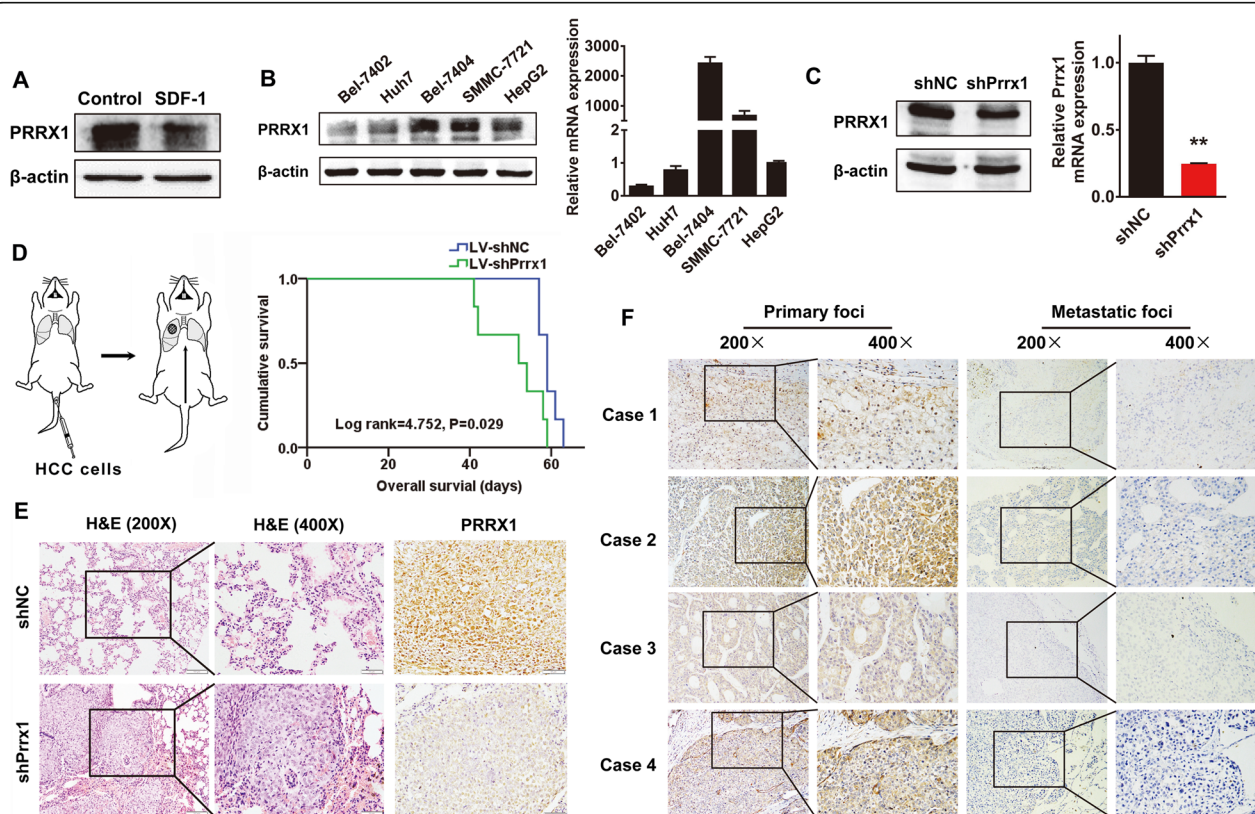 A
Control SDF-1
PRRX1
β-actin
B
Bel-7402
Huh7
Bel-7404
SMMC-7721
HepG2
PRRX1
β-actin
Relative mRNA expression
3000
2000
1000
2
1
0
Bel-7402
HuH7
Bel-7404
SMMC-7721
HepG2
C
shNC shPrrx1
PRRX1
β-actin
Relative Prrx1
mRNA expression
1.0
0.5
0.0
**
shNC
shPrrx1
D
HCC cells
LV-shNC
LV-shPrrx1
Cumulative survival
1.0
0.5
0.0
Log rank=4.752, P=0.029
0 20 40 60
Overall survial (days)
E
H&E (200X) H&E (400X) PRRX1
shNC
shPrrx1
F
Primary foci Metastatic foci
200× 400× 200× 400×
Case 1
Case 2
Case 3
Case 4